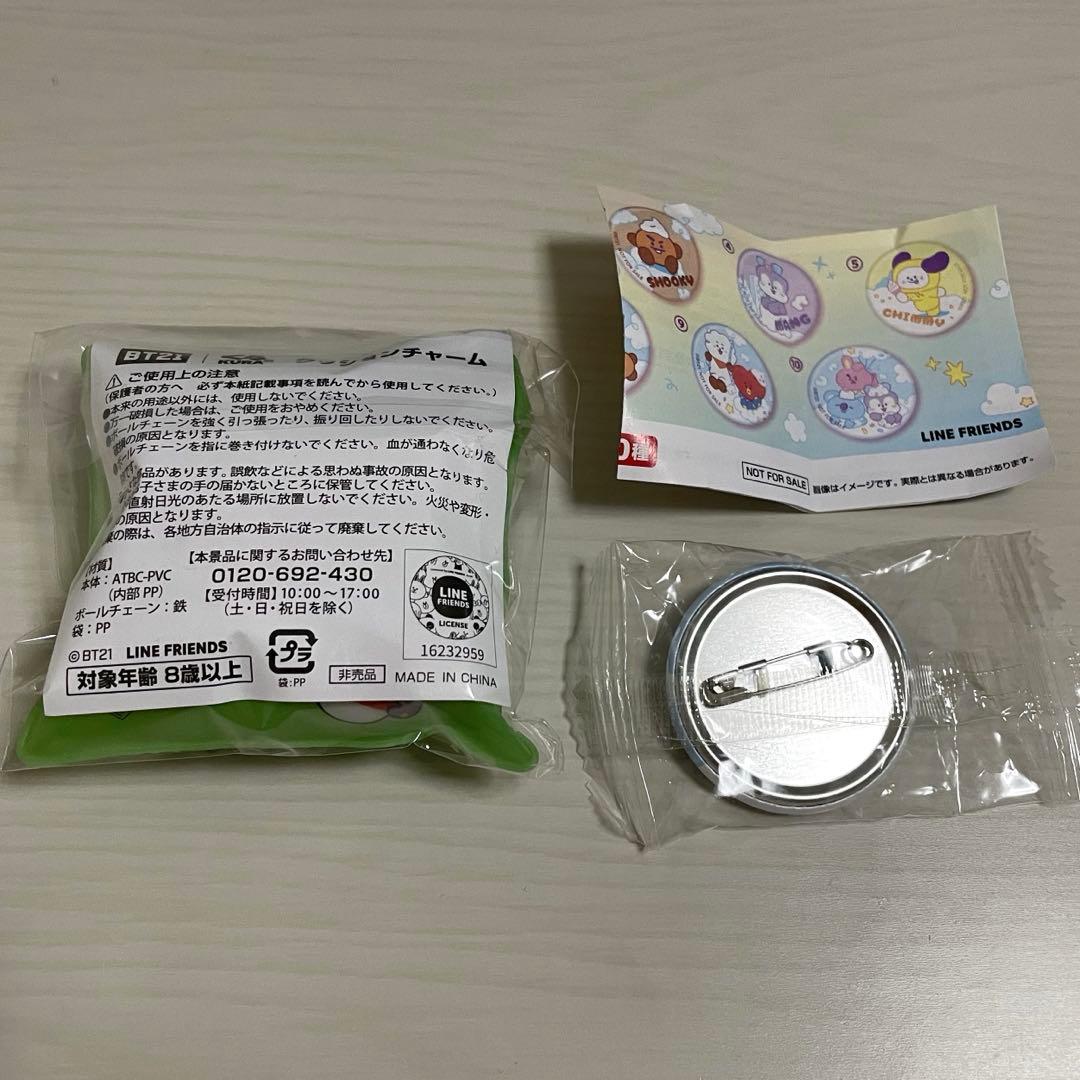 BT21 KURA クッションチャーム
ご使用上の注意
(保護者の方へ 必ず本紙記載事項を読んでから使用してください。)
●本来の用途以外には、使用しないでください。
●万一破損した場合は、ご使用をおやめください。
●ボールチェーンを強く引っ張ったり、振り回したりしないでください。
破損の原因となります。
ボールチェーンを指に巻き付けないでください。血が通わなくなり危
部品があります。誤飲などによる思わぬ事故の原因となります。
子さまの手の届かないところに保管してください。
直射日光のあたる場所に放置しないでください。火災や変形・
の原因となります。
棄の際は、各地方自治体の指示に従って廃棄してください。
【材質】
本体:ATBC-PVC
(内部 PP)
ボールチェーン:鉄
袋:PP
【本景品に関するお問い合わせ先】
0120-692-430
【受付時間】10:00〜17:00
(土・日・祝日を除く)
LINE
FRIENDS
LICENSE
16232959
©BT21 LINE FRIENDS
対象年齢 8歳以上
プラ
袋:PP
非売品
MADE IN CHINA
SHOOKY
④
MANG
⑤
CHIMMY
⑨
⑩
LINE FRIENDS
0種
NOT FOR SALE
画像はイメージです。実際とは異なる場合があります。